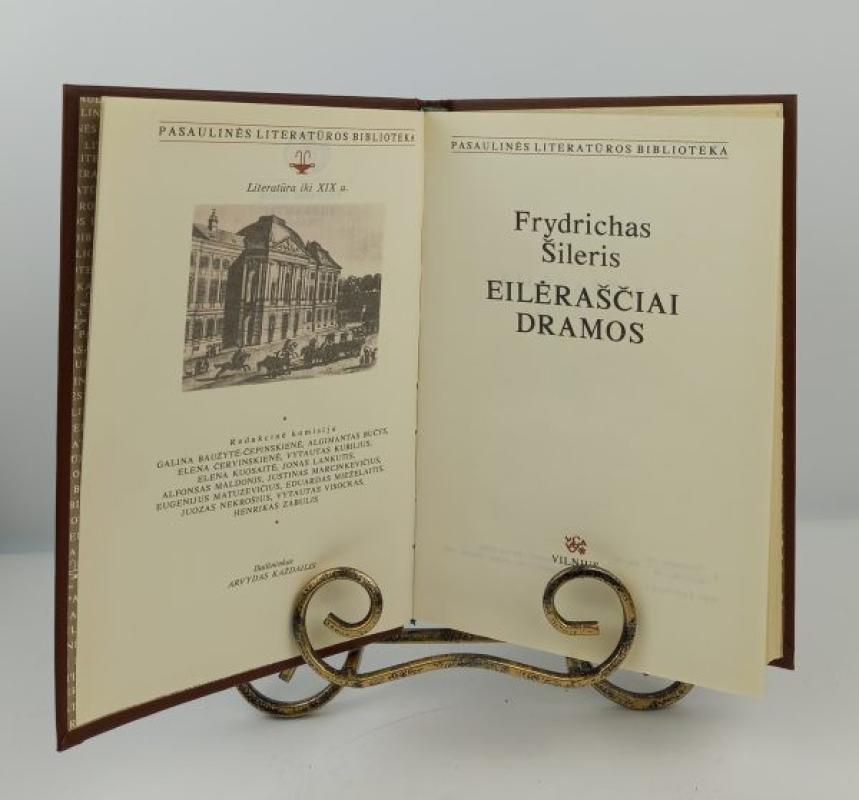 PASAULINĖS LITERATŪROS BIBLIOTEKA
Literatūra iki XIX a.
*
Redakcinė komisija
GALINA BAUŽYTĖ-ČEPINSKIENĖ, ALGIMANTAS BUČYS,
ELENA ČERVINSKIENĖ, VYTAUTAS KUBILIUS,
ELENA KUOSAITĖ, JONAS LANKUTIS,
ALFONSAS MALDONIS, JUSTINAS MARCINKEVIČIUS,
EUGENIJUS MATUZEVIČIUS, EDUARDAS MIEŽELAITIS,
JUOZAS NEKROŠIUS, VYTAUTAS VISOCKAS,
HENRIKAS ZABULIS
*
Dailininkas
ARVYDAS KAŽDAILIS
PASAULINĖS LITERATŪROS BIBLIOTEKA
Frydrichas
Šileris
EILĖRAŠČIAI
DRAMOS
VILNIUS